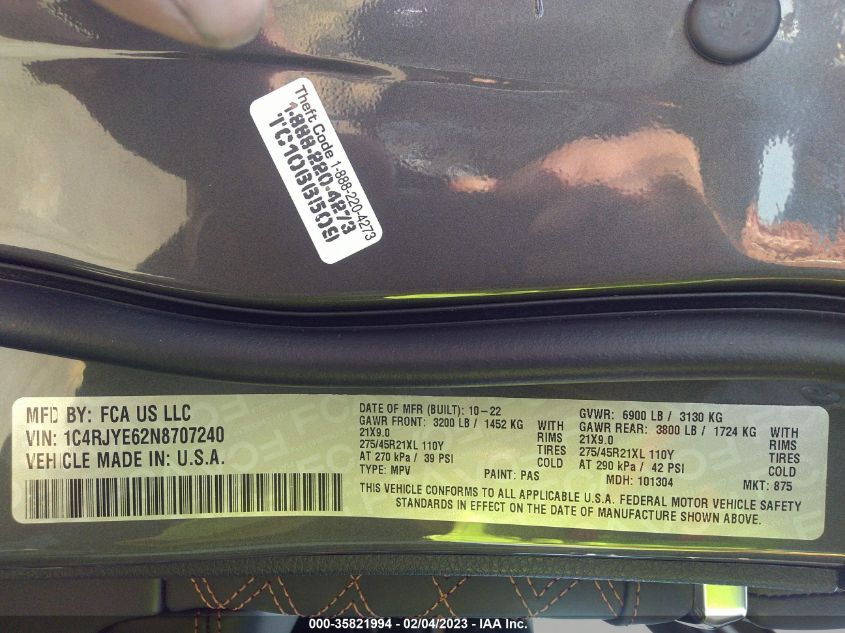 Theft Code 1-888-220-4273
1-888-220-4273
MFD BY: FCA US LLC
VIN: 1C4RJYE62N8707240
VEHICLE MADE IN: U.S.A.
DATE OF MFR (BUILT): 10-22
GAWR FRONT: 3200 LB / 1452 KG WITH
21X9.0 RIMS
275/45R21XL 110Y TIRES
AT 270 kPa / 39 PSI COLD
TYPE: MPV PAINT: PAS
GVWR: 6900 LB / 3130 KG
GAWR REAR: 3800 LB / 1724 KG WITH
21X9.0 RIMS
275/45R21XL 110Y TIRES
AT 290 kPa / 42 PSI COLD
MDH: 101304 MKT: 875
THIS VEHICLE CONFORMS TO ALL APPLICABLE U.S.A. FEDERAL MOTOR VEHICLE SAFETY
STANDARDS IN EFFECT ON THE DATE OF MANUFACTURE SHOWN ABOVE.
000-35821994 - 02/04/2023 - IAA Inc.